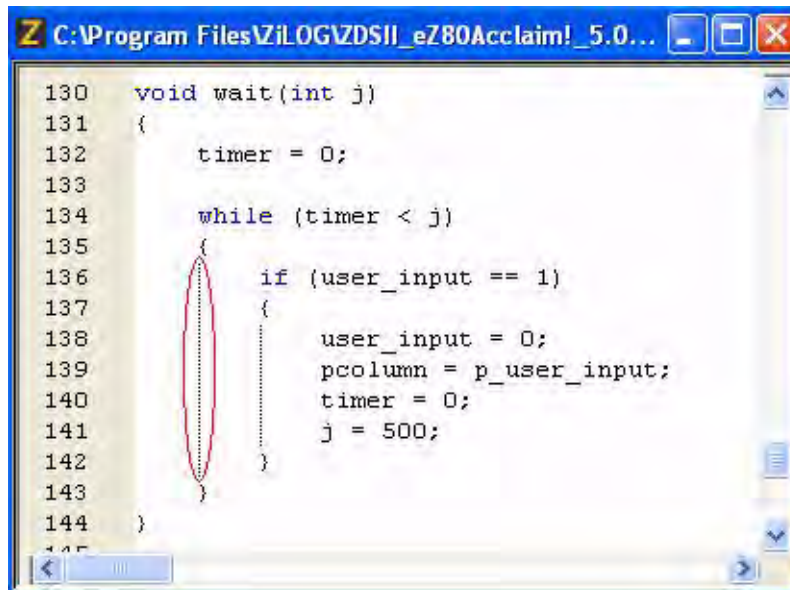 Z C:\Program Files\ZiLOG\ZDSII_eZ80Acclaim!_5.0...
130 void wait(int j)
131 {
132 timer = 0;
133
134 while (timer < j)
135 {
136 if (user_input == 1)
137 {
138 user_input = 0;
139 pcolumn = p_user_input;
140 timer = 0;
141 j = 500;
142 }
143 }
144 }